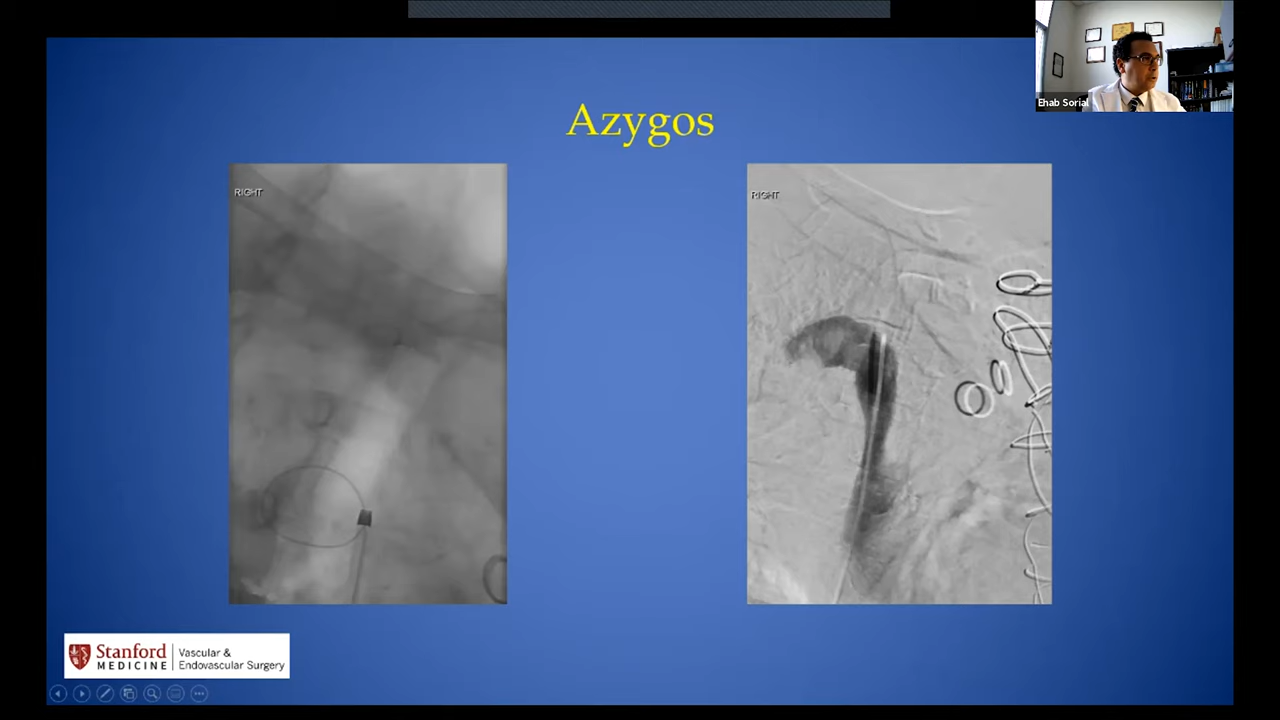 Ehab Sorial
Azygos
RIGHT
RIGHT
Stanford
MEDICINE
Vascular &
Endovascular Surgery